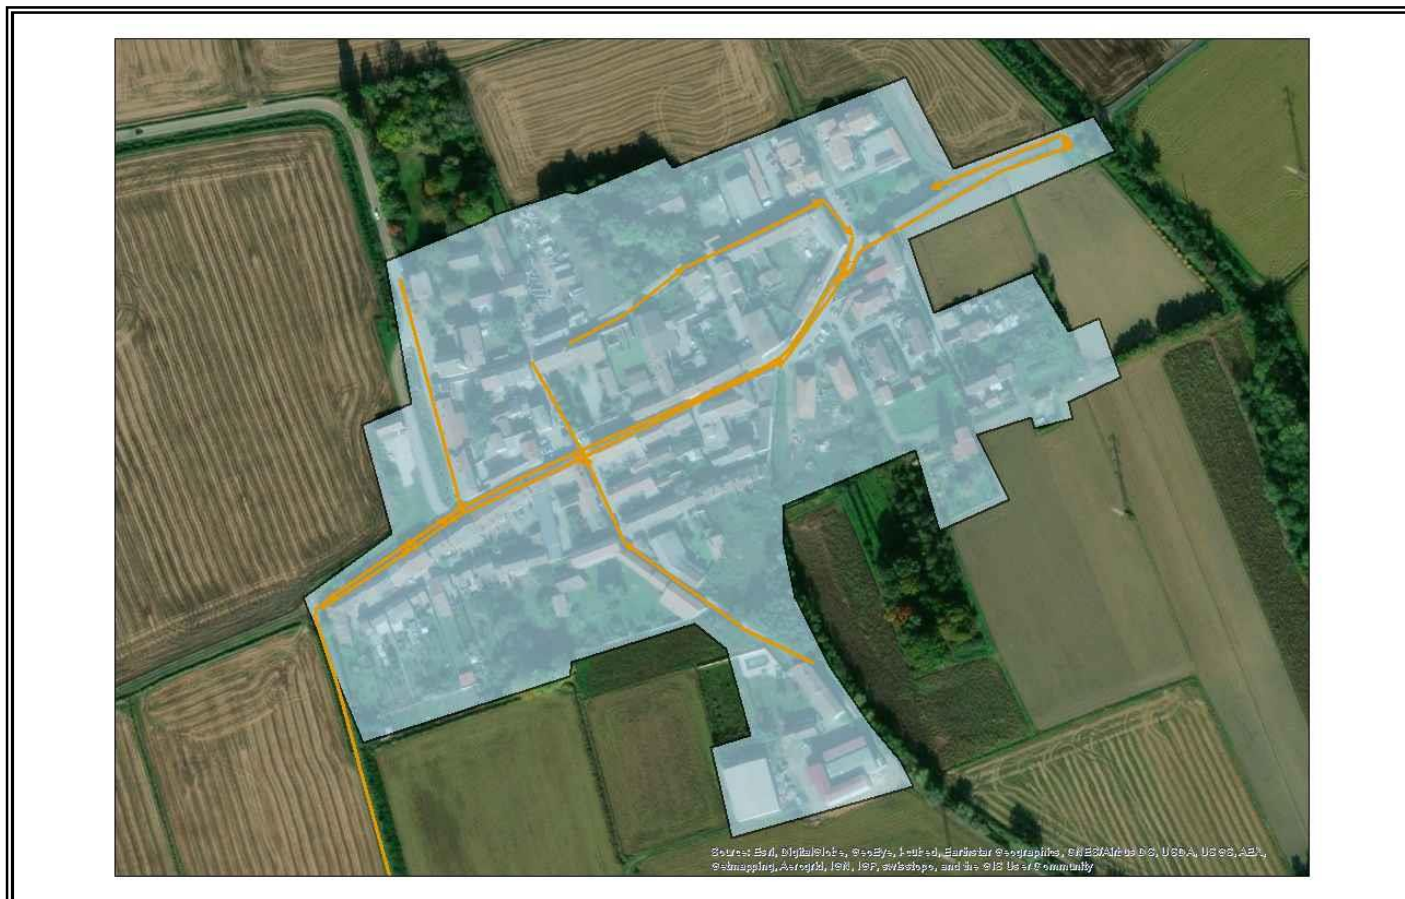 Source: Esri, DigitalGlobe, GeoEye, i-cubed, Earthstar Geographics, CNES/Airbus DS, USDA, USGS, AEX,
Getmapping, Aerogrid, IGN, IGP, swisstopo, and the GIS User Community